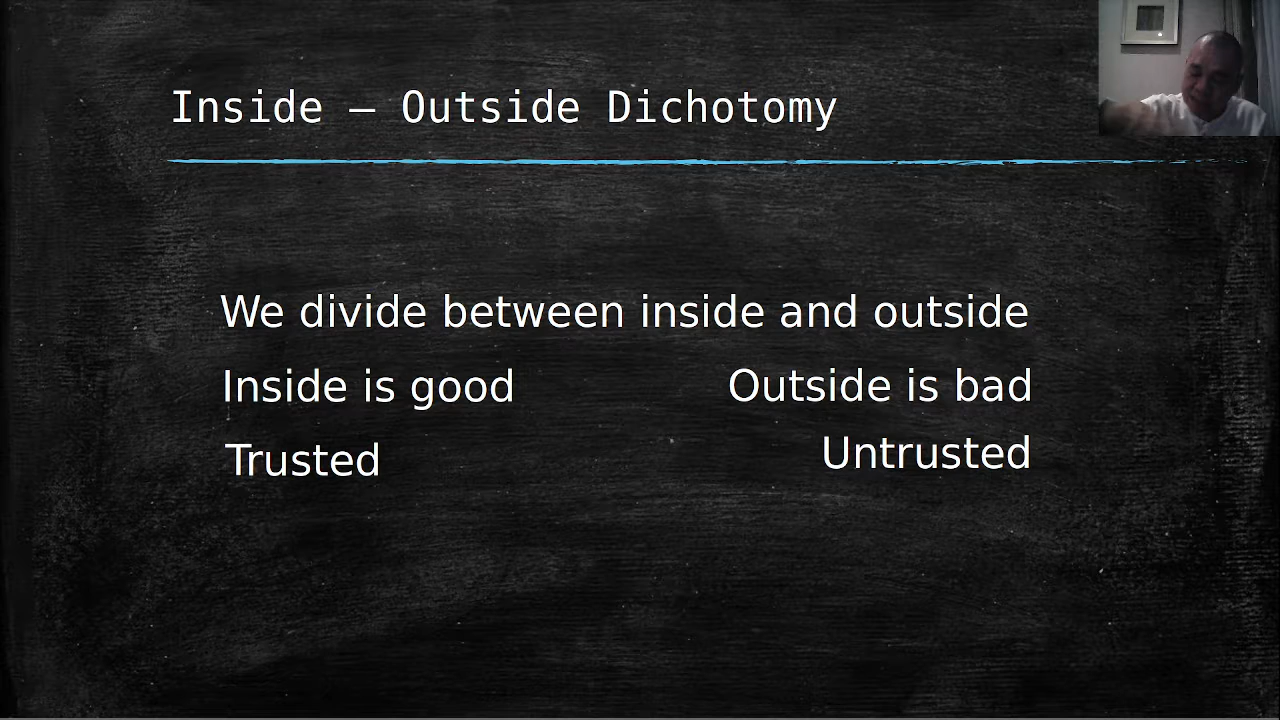 Inside – Outside Dichotomy
We divide between inside and outside
Inside is good Outside is bad
Trusted Untrusted